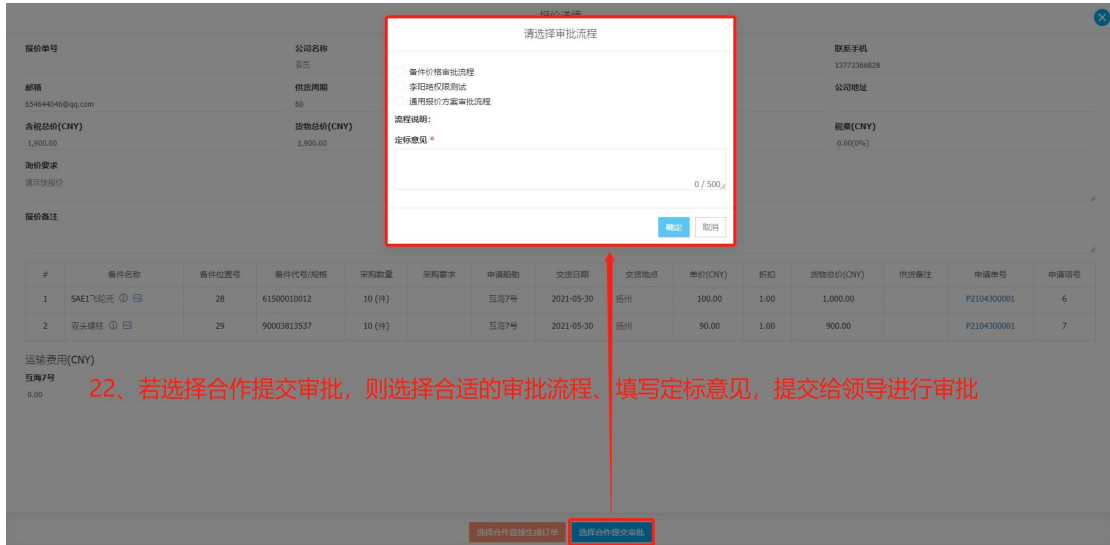 报价详情
请选择审批流程
备件价格审批流程
李阳艳权限测试
通用报价方案审批流程
流程说明:
定标意见 *
0 / 500
确定 取消
报价单号 公司名称 联系手机
袁氏 13773366828
邮箱 供货周期 公司地址
654644046@qq.com 60
含税总价(CNY) 货物总价(CNY) 税费(CNY)
1,900.00 1,900.00 0.00(0%)
询价要求
请尽快报价
报价备注
# 备件名称 备件位置号 备件代号/规格 采购数量 采购要求 申请船舶 交货日期 交货地点 单价(CNY) 折扣 货物总价(CNY) 供货备注 申请单号 申请项号
1 SAE1飞轮壳 28 61500010012 10 (件) 互海7号 2021-05-30 扬州 100.00 1.00 1,000.00 P2104300001 6
2 双头螺柱 29 90003813537 10 (件) 互海7号 2021-05-30 扬州 90.00 1.00 900.00 P2104300001 7
运输费用(CNY)
互海7号
0.00
22、若选择合作提交审批，则选择合适的审批流程、填写定标意见，提交给领导进行审批
选择合作直接生成订单 选择合作提交审批